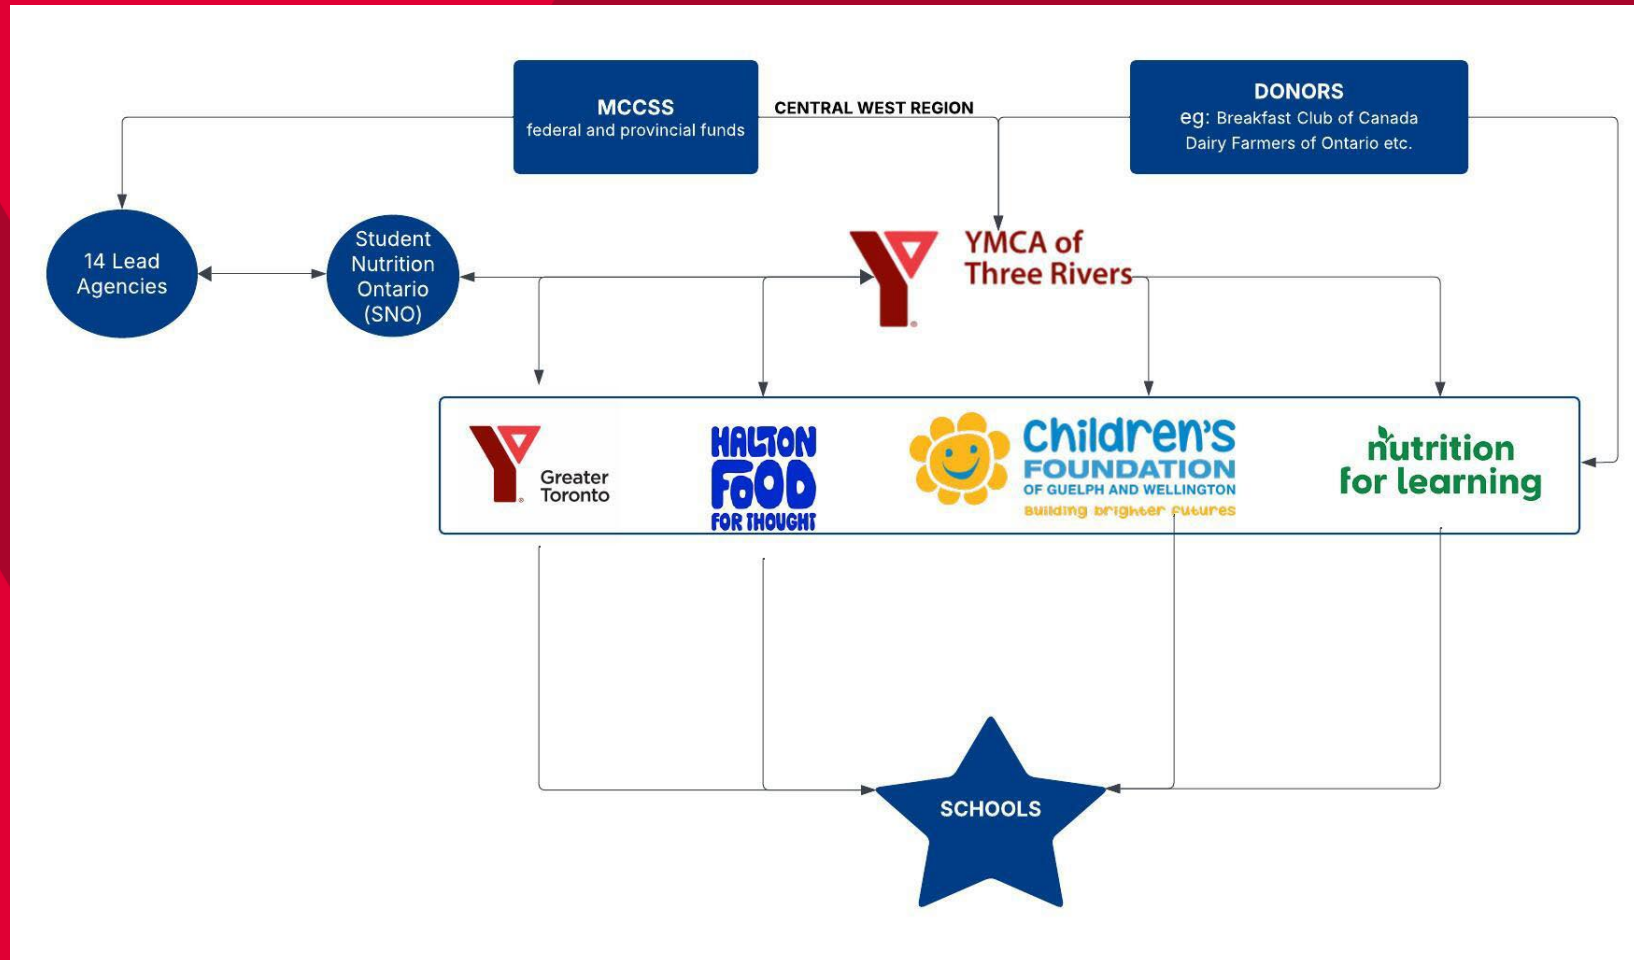 MCCSS
federal and provincial funds
CENTRAL WEST REGION
DONORS
eg: Breakfast Club of Canada
Dairy Farmers of Ontario etc.
14 Lead
Agencies
Student
Nutrition
Ontario
(SNO)
YMCA of
Three Rivers
Greater
Toronto
HALTON
FOOD
FOR THOUGHT
Children's
FOUNDATION
OF GUELPH AND WELLINGTON
Building brighter futures
nutrition
for learning
SCHOOLS